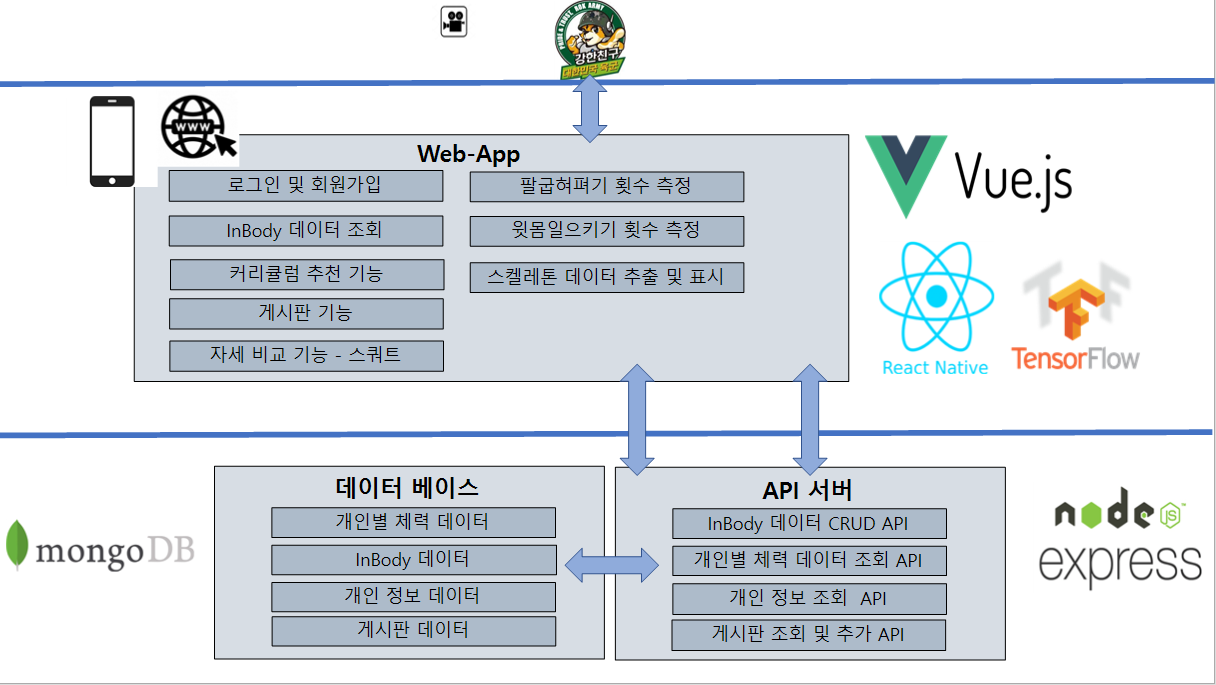 PRIDE & TRUST, ROK ARMY
강한친구
대한민국 육군
WWW
Web-App
로그인 및 회원가입
팔굽혀펴기 횟수 측정
InBody 데이터 조회
윗몸일으키기 횟수 측정
커리큘럼 추천 기능
스켈레톤 데이터 추출 및 표시
게시판 기능
자세 비교 기능 - 스쿼트
Vue.js
React Native
TensorFlow
데이터 베이스
개인별 체력 데이터
InBody 데이터
개인 정보 데이터
게시판 데이터
API 서버
InBody 데이터 CRUD API
개인별 체력 데이터 조회 API
개인 정보 조회 API
게시판 조회 및 추가 API
mongoDB
node
JS
express